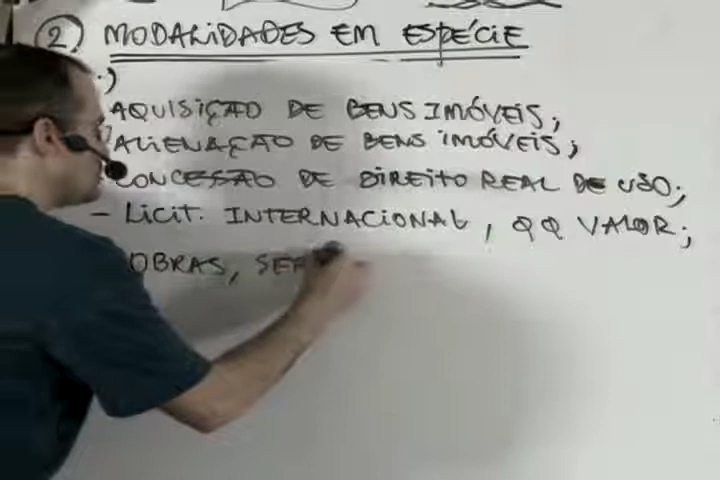 2) MODALIDADES EM ESPÉCIE
.)
AQUISIÇÃO DE BENS IMÓVEIS;
ALIENAÇÃO DE BENS IMÓVEIS;
CONCESSÃO DE DIREITO REAL DE USO;
- LICIT. INTERNACIONAL, QQ VALOR;
OBRAS, SER